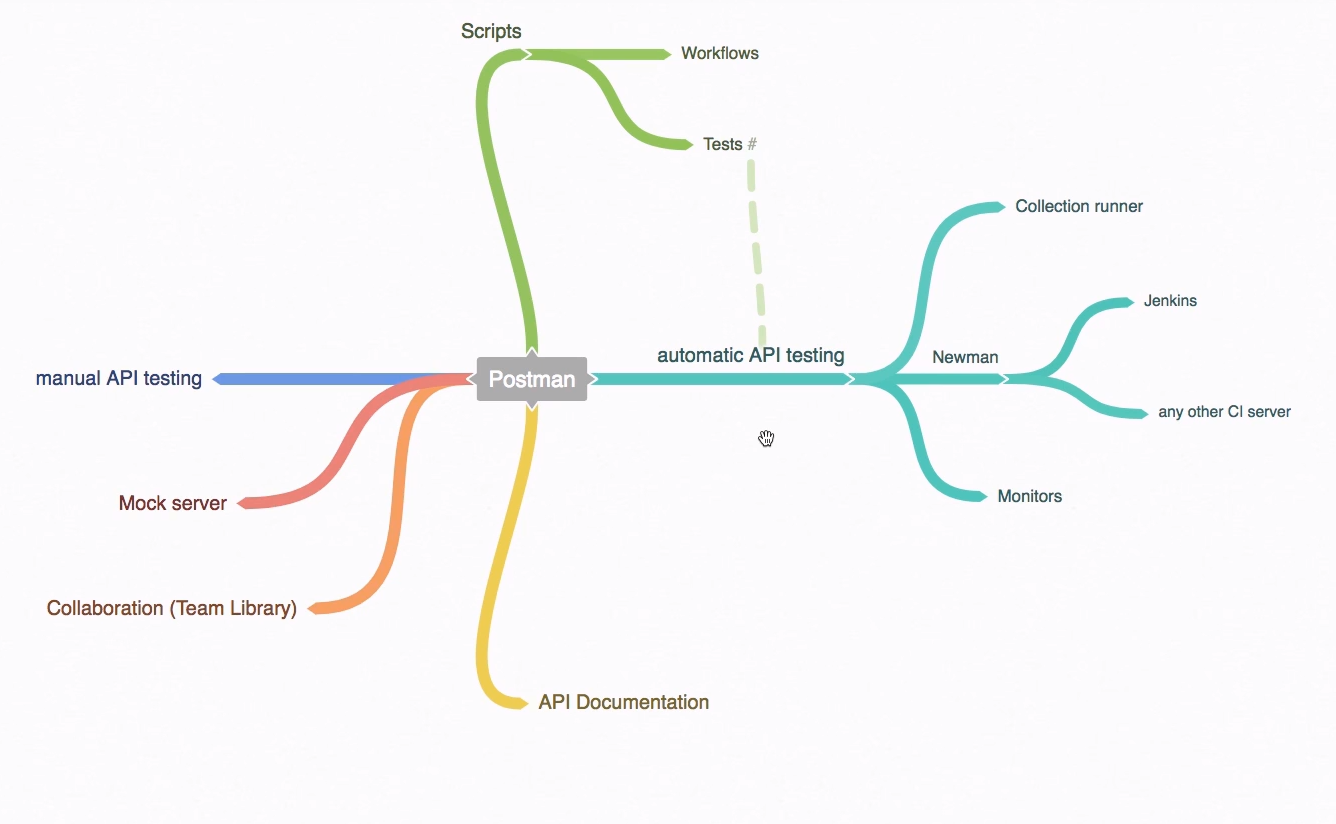 Scripts
Workflows
Tests #
Collection runner
Jenkins
automatic API testing
Newman
manual API testing
Postman
any other CI server
Monitors
Mock server
Collaboration (Team Library)
API Documentation